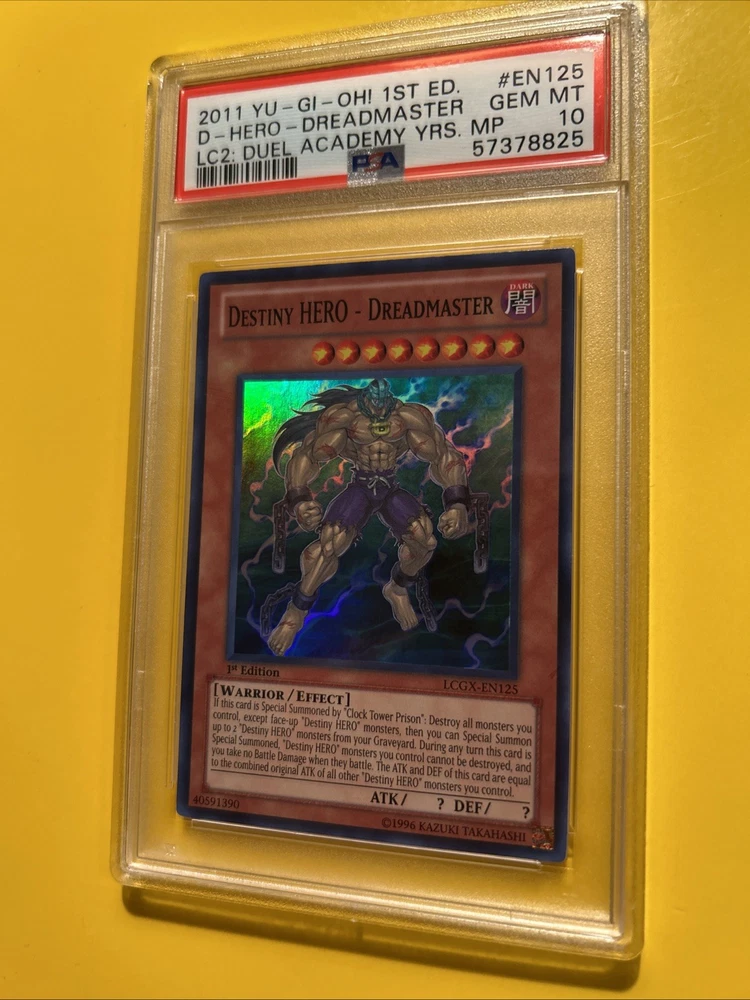 2011 YU-GI-OH! 1ST ED. #EN125
D-HERO-DREADMASTER GEM MT
LC2: DUEL ACADEMY YRS. MP 10
PSA 57378825
DESTINY HERO - DREADMASTER
DARK
闇
1st Edition
LCGX-EN125
[WARRIOR/EFFECT]
If this card is Special Summoned by "Clock Tower Prison": Destroy all monsters you
control, except face-up "Destiny HERO" monsters, then you can Special Summon
up to 2 "Destiny HERO" monsters from your Graveyard. During any turn this card is
Special Summoned, "Destiny HERO" monsters you control cannot be destroyed, and
you take no Battle Damage when they battle. The ATK and DEF of this card are equal
to the combined original ATK of all other "Destiny HERO" monsters you control.
ATK/ ? DEF/ ?
40591390
©1996 KAZUKI TAKAHASHI